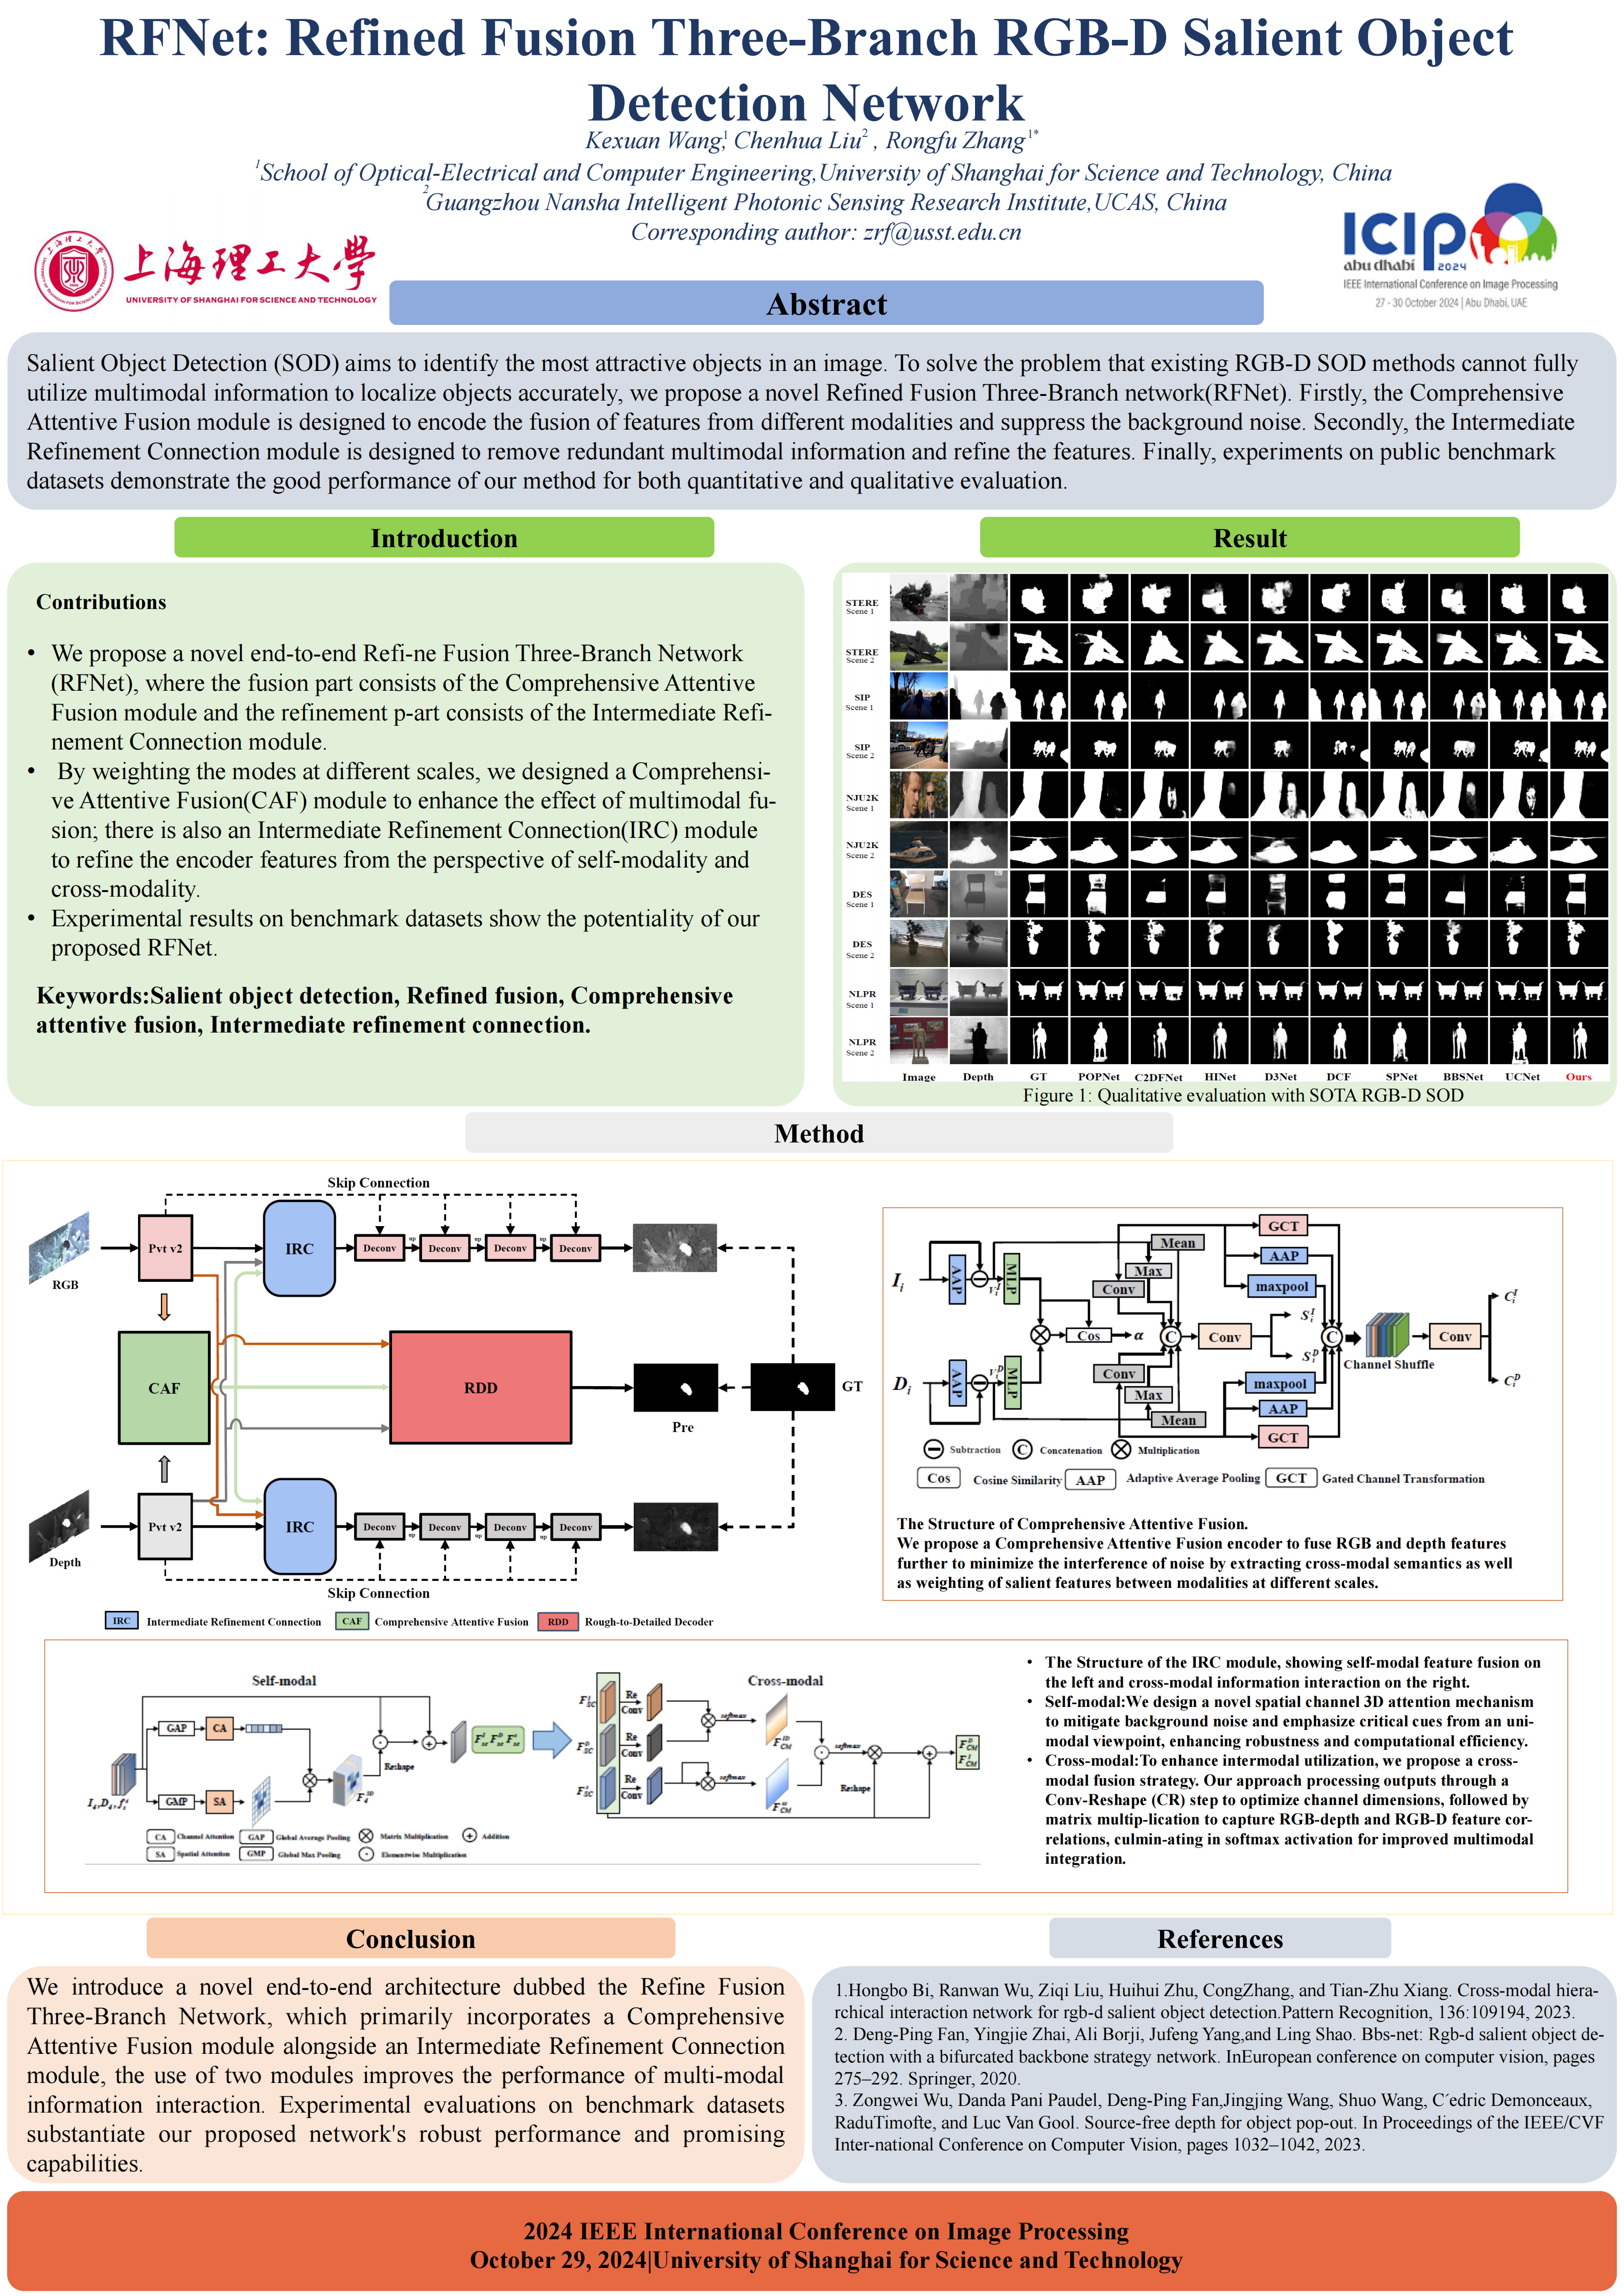 RFNet: Refined Fusion Three-Branch RGB-D Salient Object
Detection Network
Kexuan Wang1, Chenhua Liu2 , Rongfu Zhang1*
1School of Optical-Electrical and Computer Engineering,University of Shanghai for Science and Technology, China
2Guangzhou Nansha Intelligent Photonic Sensing Research Institute,UCAS, China
Corresponding author: zrf@usst.edu.cn
上海理工大学
UNIVERSITY OF SHANGHAI FOR SCIENCE AND TECHNOLOGY
ICIP
abu dhabi 2024
IEEE International Conference on Image Processing
27 - 30 October 2024 | Abu Dhabi, UAE
Abstract
Salient Object Detection (SOD) aims to identify the most attractive objects in an image. To solve the problem that existing RGB-D SOD methods cannot fully
utilize multimodal information to localize objects accurately, we propose a novel Refined Fusion Three-Branch network(RFNet). Firstly, the Comprehensive
Attentive Fusion module is designed to encode the fusion of features from different modalities and suppress the background noise. Secondly, the Intermediate
Refinement Connection module is designed to remove redundant multimodal information and refine the features. Finally, experiments on public benchmark
datasets demonstrate the good performance of our method for both quantitative and qualitative evaluation.
Introduction
Contributions
• We propose a novel end-to-end Refi-ne Fusion Three-Branch Network
(RFNet), where the fusion part consists of the Comprehensive Attentive
Fusion module and the refinement p-art consists of the Intermediate Refi-
nement Connection module.
• By weighting the modes at different scales, we designed a Comprehensi-
ve Attentive Fusion(CAF) module to enhance the effect of multimodal fu-
sion; there is also an Intermediate Refinement Connection(IRC) module
to refine the encoder features from the perspective of self-modality and
cross-modality.
• Experimental results on benchmark datasets show the potentiality of our
proposed RFNet.
Keywords:Salient object detection, Refined fusion, Comprehensive
attentive fusion, Intermediate refinement connection.
Result
STERE
Scene 1
STERE
Scene 2
SIP
Scene 1
SIP
Scene 2
NJU2K
Scene 1
NJU2K
Scene 2
DES
Scene 1
DES
Scene 2
NLPR
Scene 1
NLPR
Scene 2
Image Depth GT POPNet C2DFNet HINet D3Net DCF SPNet BBSNet UCNet Ours
Figure 1: Qualitative evaluation with SOTA RGB-D SOD
Method
Skip Connection
RGB
Pvt v2
IRC
Deconv up Deconv up Deconv up Deconv
CAF
RDD
Pre
GT
Depth
Pvt v2
IRC
Deconv up Deconv up Deconv up Deconv
Skip Connection
IRC Intermediate Refinement Connection CAF Comprehensive Attentive Fusion RDD Rough-to-Detailed Decoder
GCT
Mean
AAP
Max
maxpool
Conv
I_i AAP V_i^I MLP
Cos α C Conv S_i^I S_i^D C Channel Shuffle Conv C_i^I C_i^D
D_i AAP V_i^D MLP
Conv
maxpool
Max
AAP
Mean
GCT
Subtraction C Concatenation Multiplication
Cos Cosine Similarity AAP Adaptive Average Pooling GCT Gated Channel Transformation
The Structure of Comprehensive Attentive Fusion.
We propose a Comprehensive Attentive Fusion encoder to fuse RGB and depth features
further to minimize the interference of noise by extracting cross-modal semantics as well
as weighting of salient features between modalities at different scales.
Self-modal
GAP CA
Reshape
GMP SA
CA Channel Attention GAP Global Average Pooling Matrix Multiplication Addition
SA Spatial Attention GMP Global Max Pooling Elementwise Multiplication
Cross-modal
Re Conv softmax
Re Conv softmax
Re Conv softmax
Reshape
• The Structure of the IRC module, showing self-modal feature fusion on
the left and cross-modal information interaction on the right.
• Self-modal:We design a novel spatial channel 3D attention mechanism
to mitigate background noise and emphasize critical cues from an uni-
modal viewpoint, enhancing robustness and computational efficiency.
• Cross-modal:To enhance intermodal utilization, we propose a cross-
modal fusion strategy. Our approach processing outputs through a
Conv-Reshape (CR) step to optimize channel dimensions, followed by
matrix multip-lication to capture RGB-depth and RGB-D feature cor-
relations, culmin-ating in softmax activation for improved multimodal
integration.
Conclusion
We introduce a novel end-to-end architecture dubbed the Refine Fusion
Three-Branch Network, which primarily incorporates a Comprehensive
Attentive Fusion module alongside an Intermediate Refinement Connection
module, the use of two modules improves the performance of multi-modal
information interaction. Experimental evaluations on benchmark datasets
substantiate our proposed network's robust performance and promising
capabilities.
References
1.Hongbo Bi, Ranwan Wu, Ziqi Liu, Huihui Zhu, CongZhang, and Tian-Zhu Xiang. Cross-modal hiera-
rchical interaction network for rgb-d salient object detection.Pattern Recognition, 136:109194, 2023.
2. Deng-Ping Fan, Yingjie Zhai, Ali Borji, Jufeng Yang,and Ling Shao. Bbs-net: Rgb-d salient object de-
tection with a bifurcated backbone strategy network. InEuropean conference on computer vision, pages
275–292. Springer, 2020.
3. Zongwei Wu, Danda Pani Paudel, Deng-Ping Fan,Jingjing Wang, Shuo Wang, C´edric Demonceaux,
RaduTimofte, and Luc Van Gool. Source-free depth for object pop-out. In Proceedings of the IEEE/CVF
Inter-national Conference on Computer Vision, pages 1032–1042, 2023.
2024 IEEE International Conference on Image Processing
October 29, 2024|University of Shanghai for Science and Technology